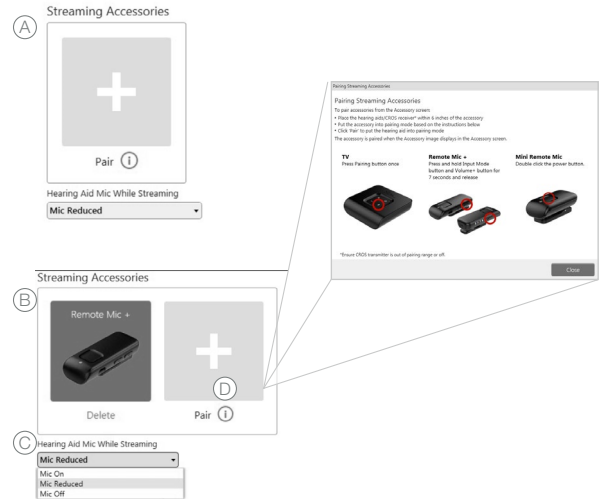 Streaming Accessories
A
Pair i
Hearing Aid Mic While Streaming
Mic Reduced
Pairing Streaming Accessories
Pairing Streaming Accessories
To pair accessories from the Accessory screen:
• Place the hearing aids/CROS receiver* within 6 inches of the accessory
• Put the accessory into pairing mode based on the instructions below
• Click 'Pair' to put the hearing aid into pairing mode
The accessory is paired when the Accessory image displays in the Accessory screen.
TV
Press Pairing button once
Remote Mic +
Press and hold Input Mode
button and Volume+ button for
7 seconds and release
Mini Remote Mic
Double click the power button.
*Ensure CROS transmitter is out of pairing range or off.
Close
Streaming Accessories
B
Remote Mic +
D
Delete
Pair i
C
Hearing Aid Mic While Streaming
Mic Reduced
Mic On
Mic Reduced
Mic Off